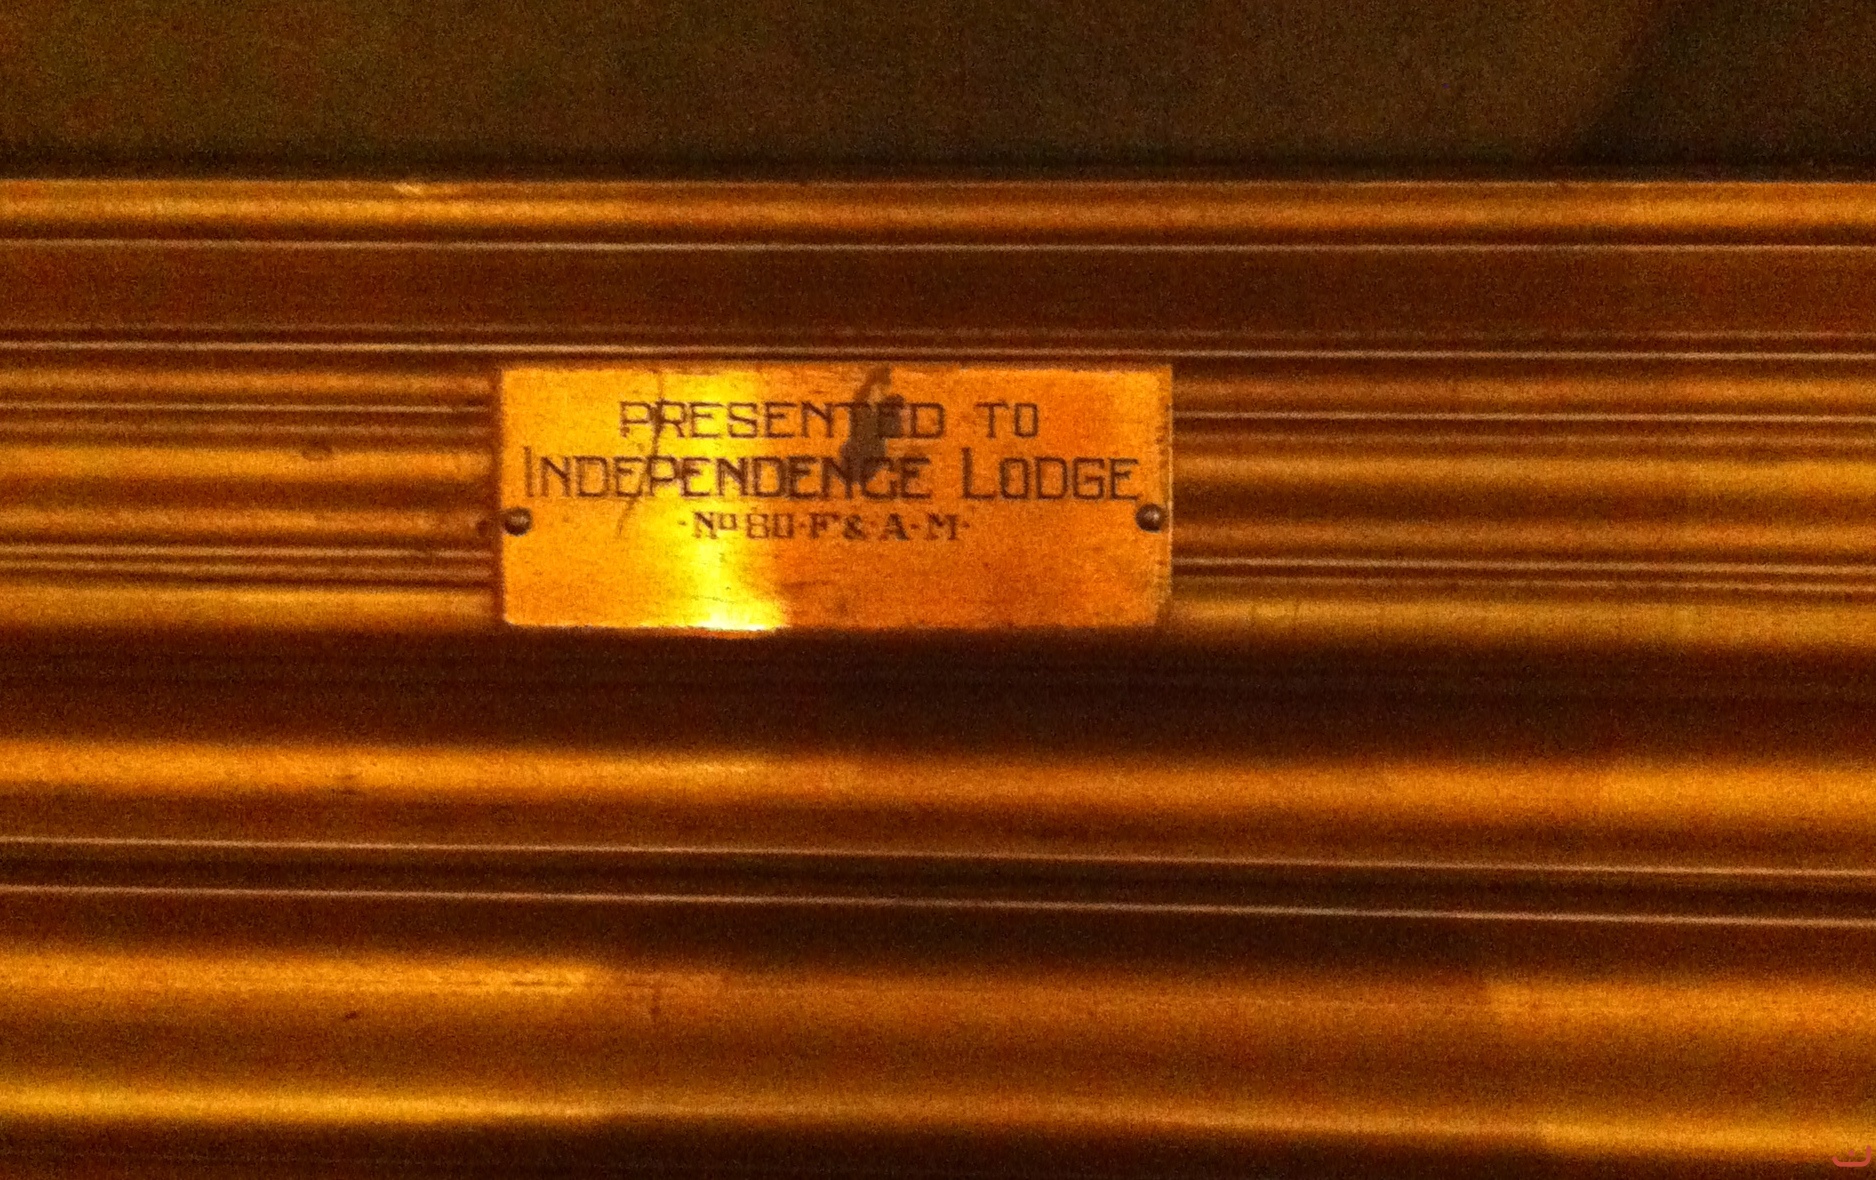 PRESENTED TO
INDEPENDENCE LODGE
·No 80·F·&·A·M·